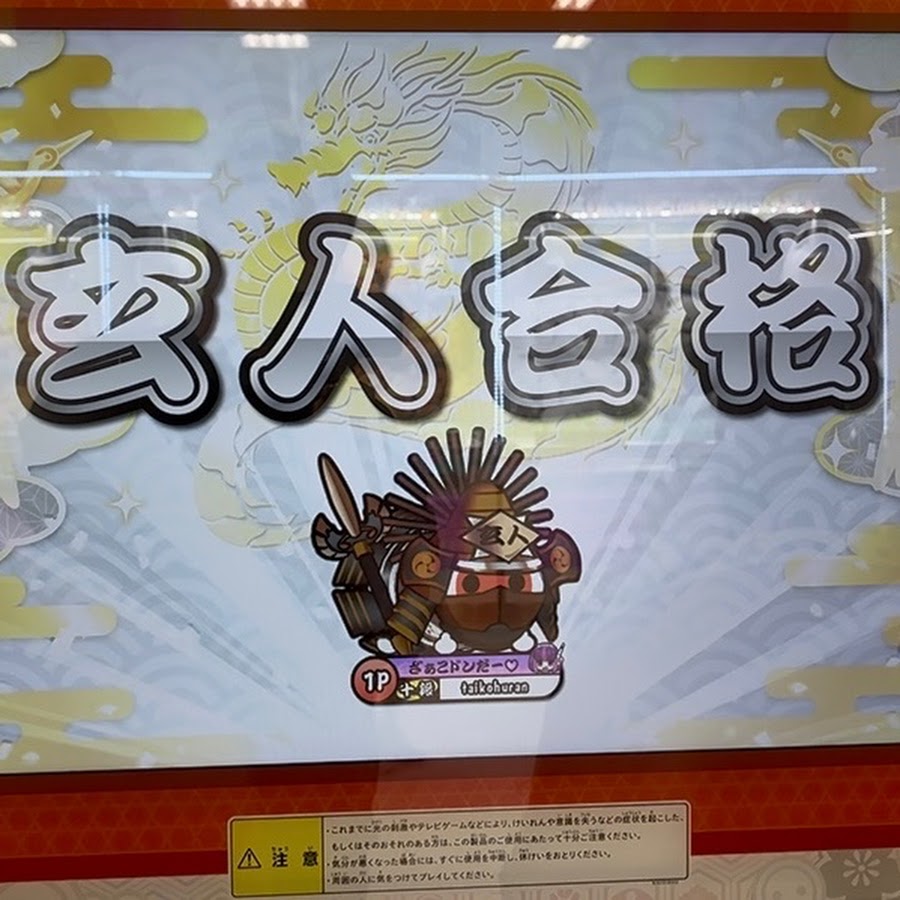 玄人合格
玄人
ざぁこドンだー♡
1P
十段
taikohuran
注意
ちゅう い
・これまでに光の刺激やテレビゲームなどにより、けいれんや意識を失うなどの症状を起こした、
もしくはそのおそれのある方は、この製品のご使用にあたって十分ご注意ください。
・気分が悪くなった場合には、すぐに使用を中断し、休けいをおとりください。
・周囲の人に気をつけてプレイしてください。